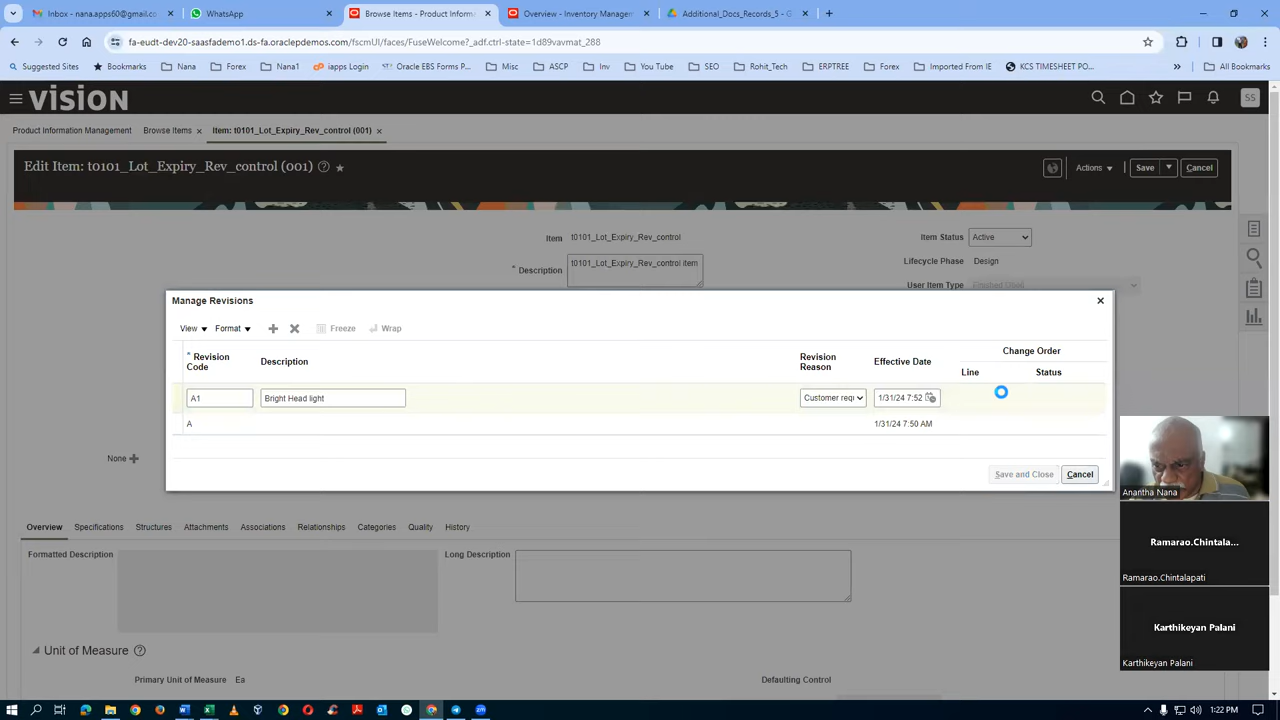 Inbox - nana.apps60@gmail.co
WhatsApp
Browse Items - Product Informa
Overview - Inventory Managem
Additional_Docs_Records_5 - G
fa-eudt-dev20-saasfademo1.ds-fa.oraclepdemos.com/fscmUI/faces/FuseWelcome?_adf.ctrl-state=1d89vavmat_288
Suggested Sites
Bookmarks
Nana
Forex
Nana1
iapps Login
Oracle EBS Forms P...
Misc
ASCP
Inv
You Tube
SEO
Rohit_Tech
ERPTREE
Forex
Imported From IE
KCS TIMESHEET PO...
All Bookmarks
VISION
SS
Product Information Management
Browse Items
Item: t0101_Lot_Expiry_Rev_control (001)
Edit Item: t0101_Lot_Expiry_Rev_control (001)
Actions
Save
Cancel
Item t0101_Lot_Expiry_Rev_control
Item Status Active
* Description t0101_Lot_Expiry_Rev_control item
Lifecycle Phase Design
User Item Type Finished Good
Manage Revisions
View
Format
Freeze
Wrap
* Revision Code
Description
Revision Reason
Effective Date
Change Order
Line
Status
A1
Bright Head light
Customer requ
1/31/24 7:52
A
1/31/24 7:50 AM
None
Save and Close
Cancel
Anantha Nana
Ramarao.Chintala...
Ramarao.Chintalapati
Karthikeyan Palani
Karthikeyan Palani
Overview
Specifications
Structures
Attachments
Associations
Relationships
Categories
Quality
History
Formatted Description
Long Description
Unit of Measure
Primary Unit of Measure Ea
Defaulting Control
1:22 PM